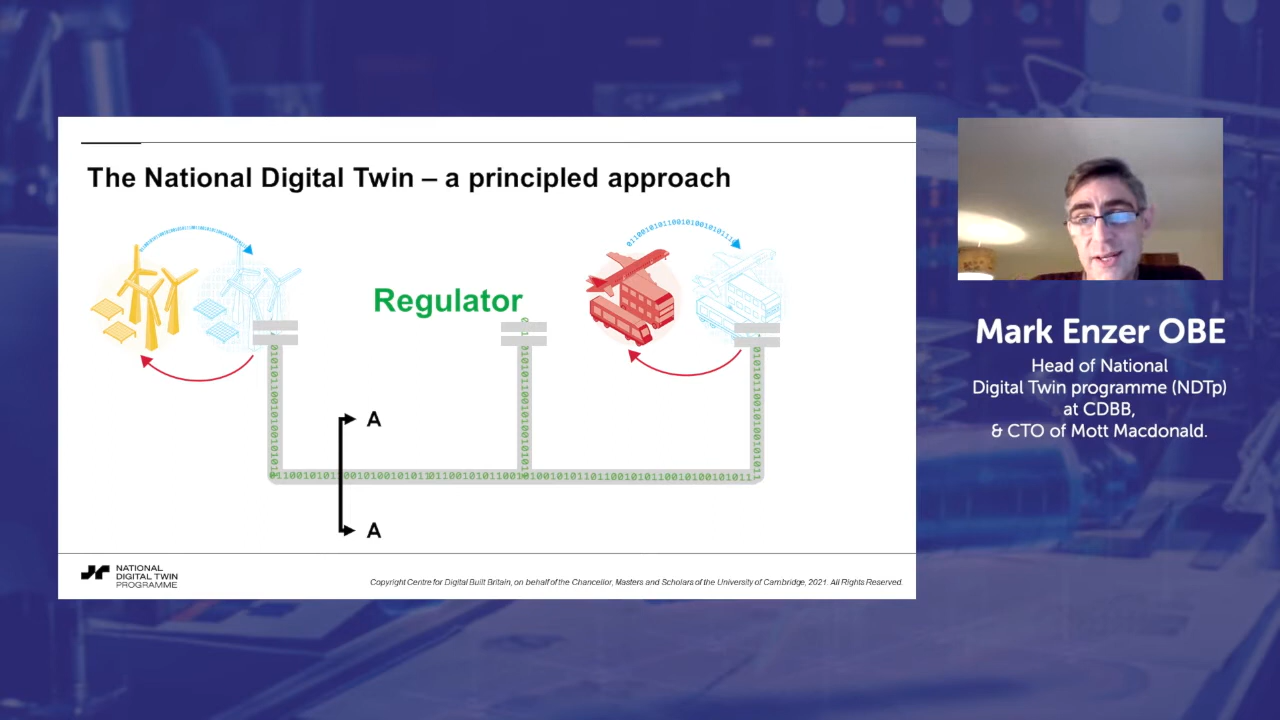 The National Digital Twin – a principled approach
Regulator
A
A
NATIONAL
DIGITAL TWIN
PROGRAMME
Copyright Centre for Digital Built Britain, on behalf of the Chancellor, Masters and Scholars of the University of Cambridge, 2021. All Rights Reserved.
Mark Enzer OBE
Head of National
Digital Twin programme (NDTp)
at CDBB,
& CTO of Mott Macdonald.